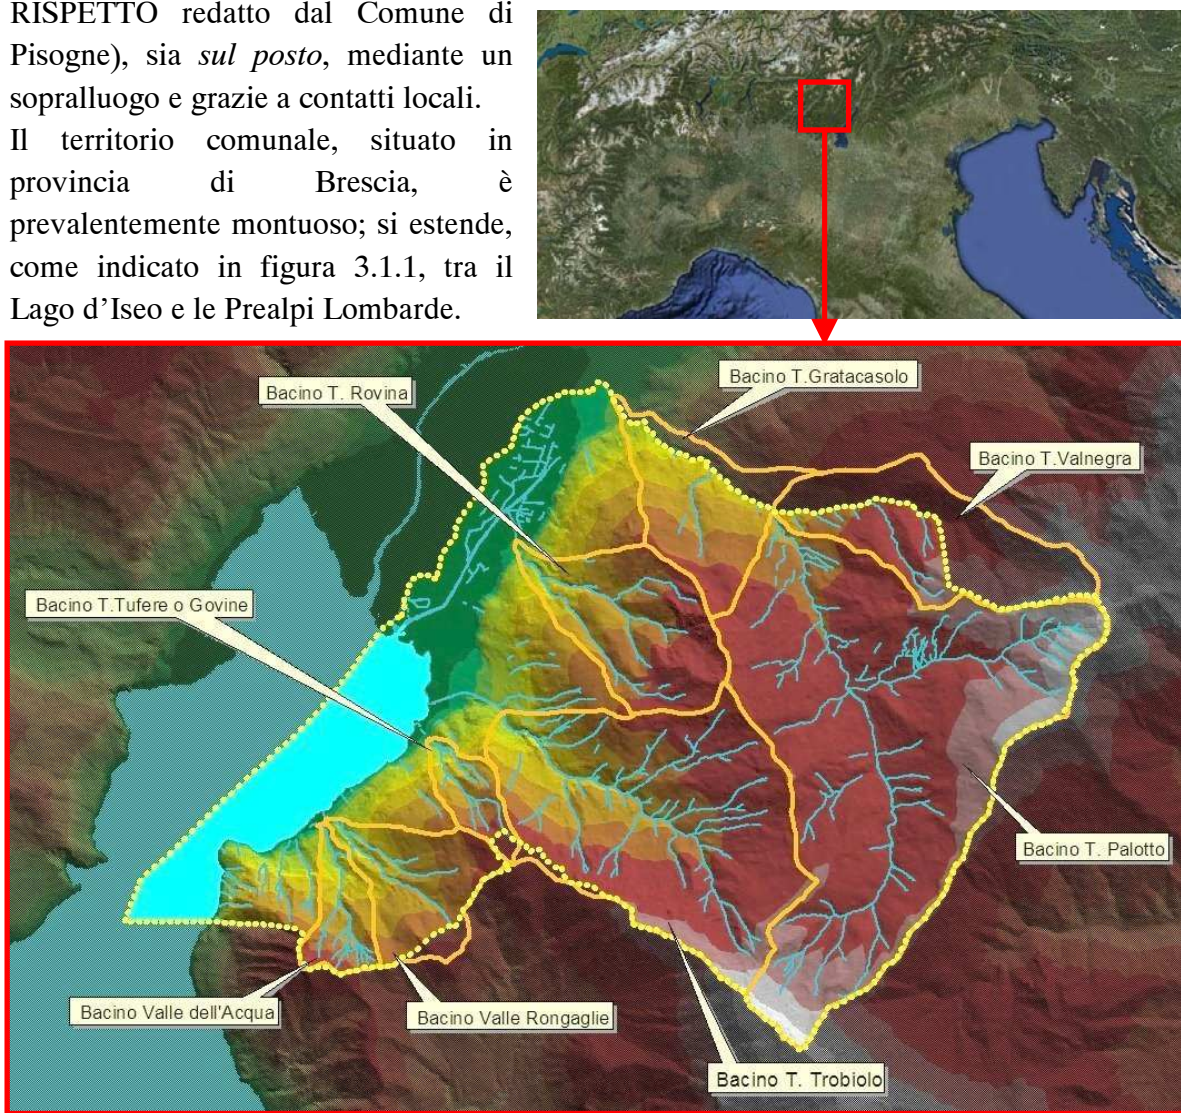 RISPETTO redatto dal Comune di
Pisogne), sia sul posto, mediante un
sopralluogo e grazie a contatti locali.
Il territorio comunale, situato in
provincia di Brescia, è
prevalentemente montuoso; si estende,
come indicato in figura 3.1.1, tra il
Lago d’Iseo e le Prealpi Lombarde.
Bacino T.Gratacasolo
Bacino T. Rovina
Bacino T.Valnegra
Bacino T.Tufere o Govine
Bacino T. Palotto
Bacino Valle dell'Acqua
Bacino Valle Rongaglie
Bacino T. Trobiolo